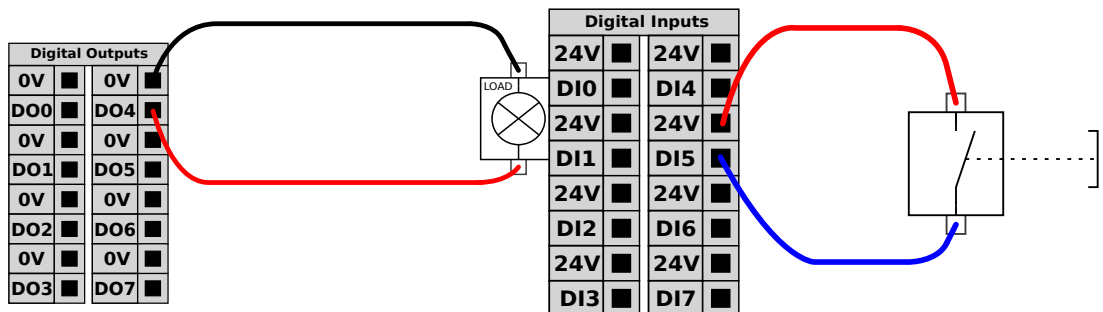 Digital Outputs
0V 0V
DO0 DO4
0V 0V
DO1 DO5
0V 0V
DO2 DO6
0V 0V
DO3 DO7
LOAD
Digital Inputs
24V 24V
DI0 DI4
24V 24V
DI1 DI5
24V 24V
DI2 DI6
24V 24V
DI3 DI7